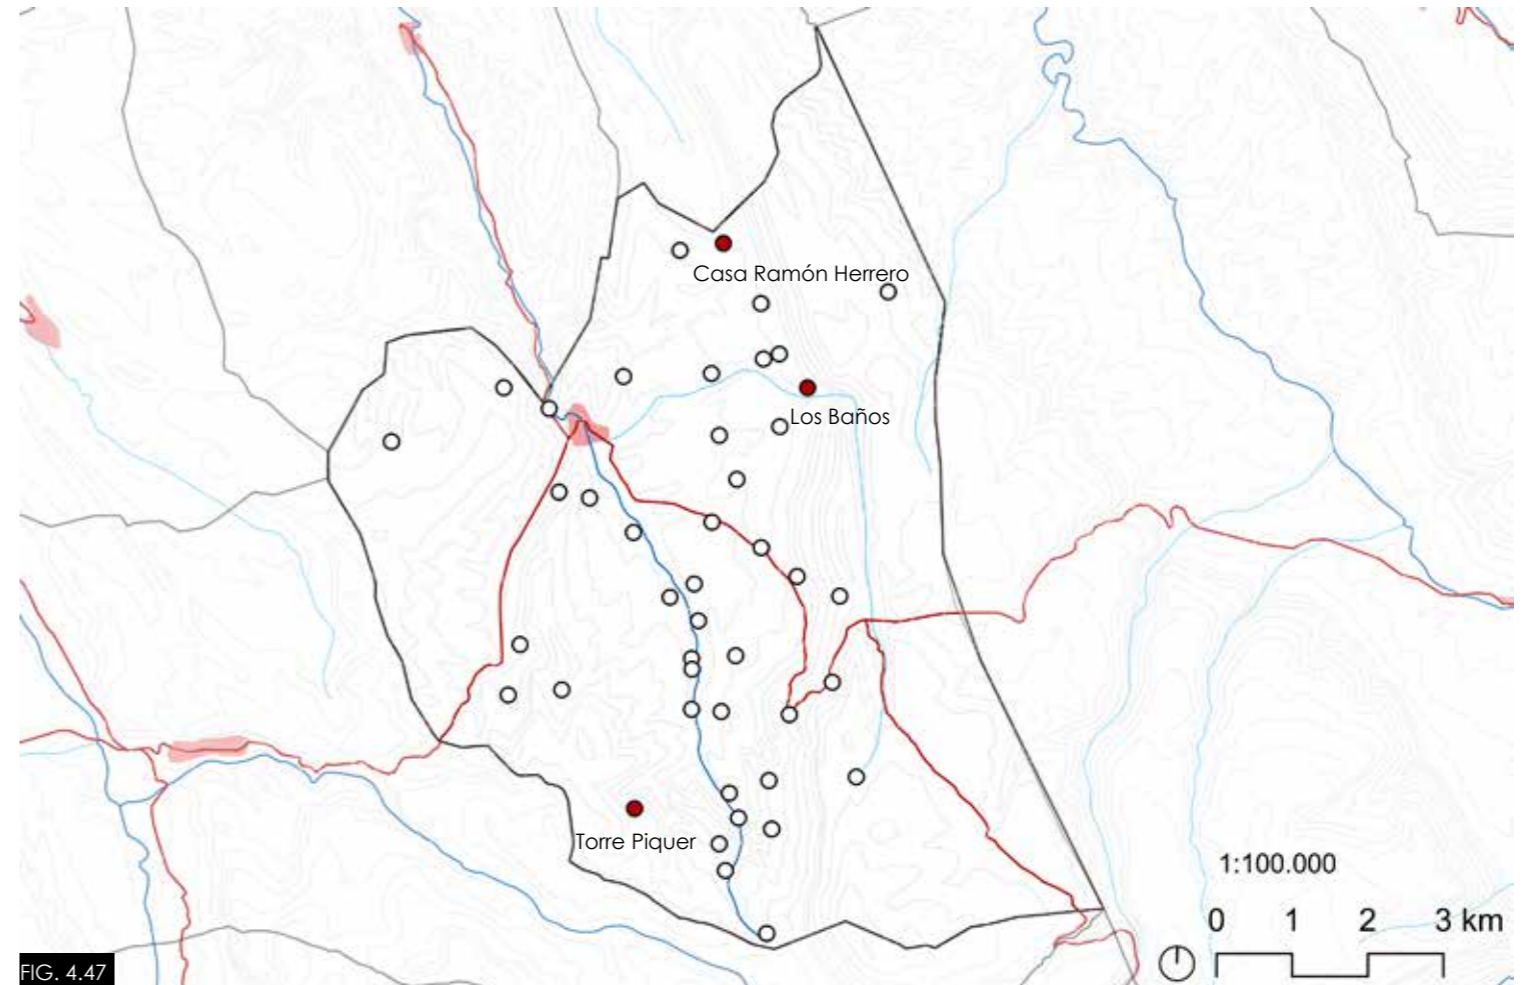 Casa Ramón Herrero
Los Baños
Torre Piquer
1:100.000
0 1 2 3 km
FIG. 4.47